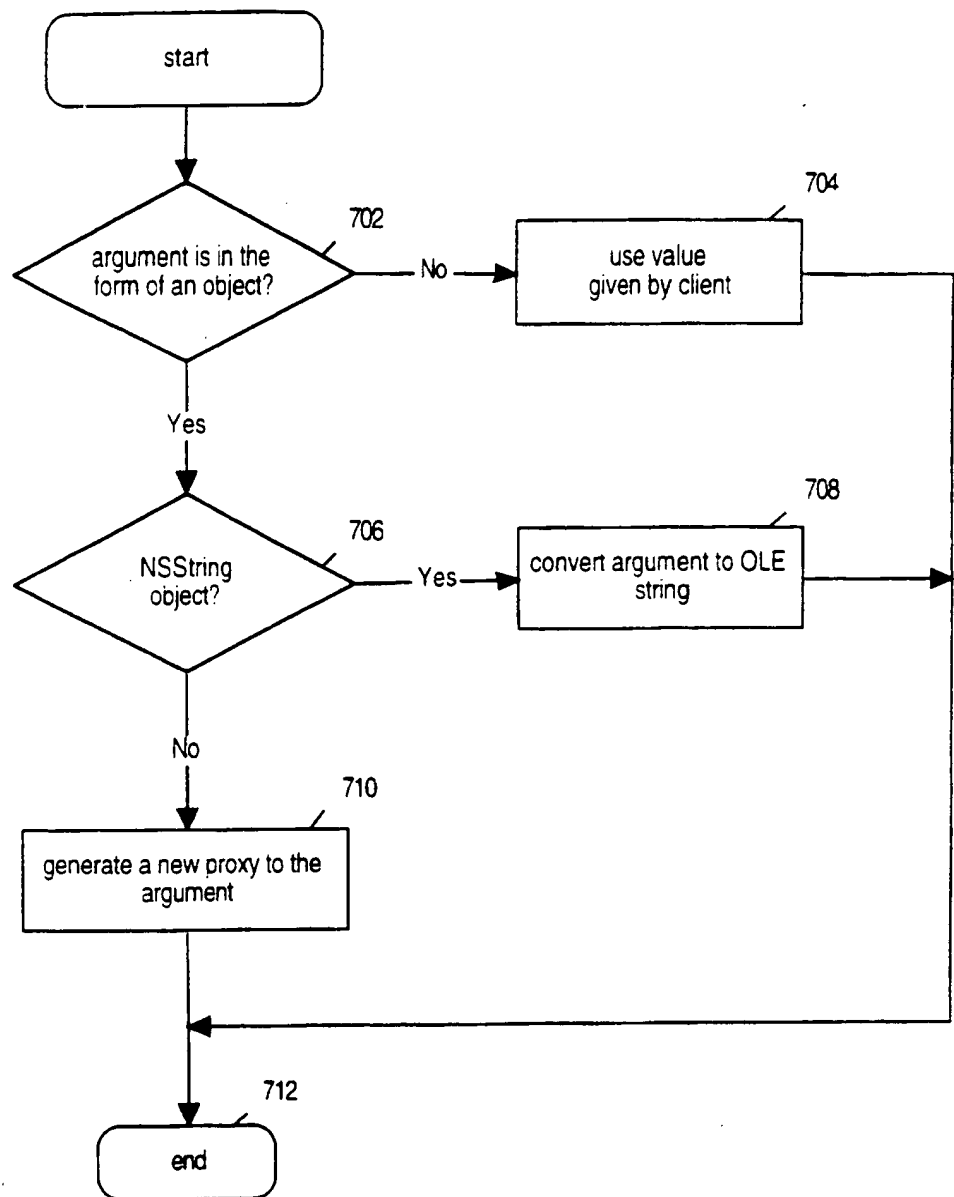 start
702
argument is in the
form of an object?
No
704
use value
given by client
Yes
706
NSString
object?
Yes
708
convert argument to OLE
string
No
710
generate a new proxy to the
argument
712
end